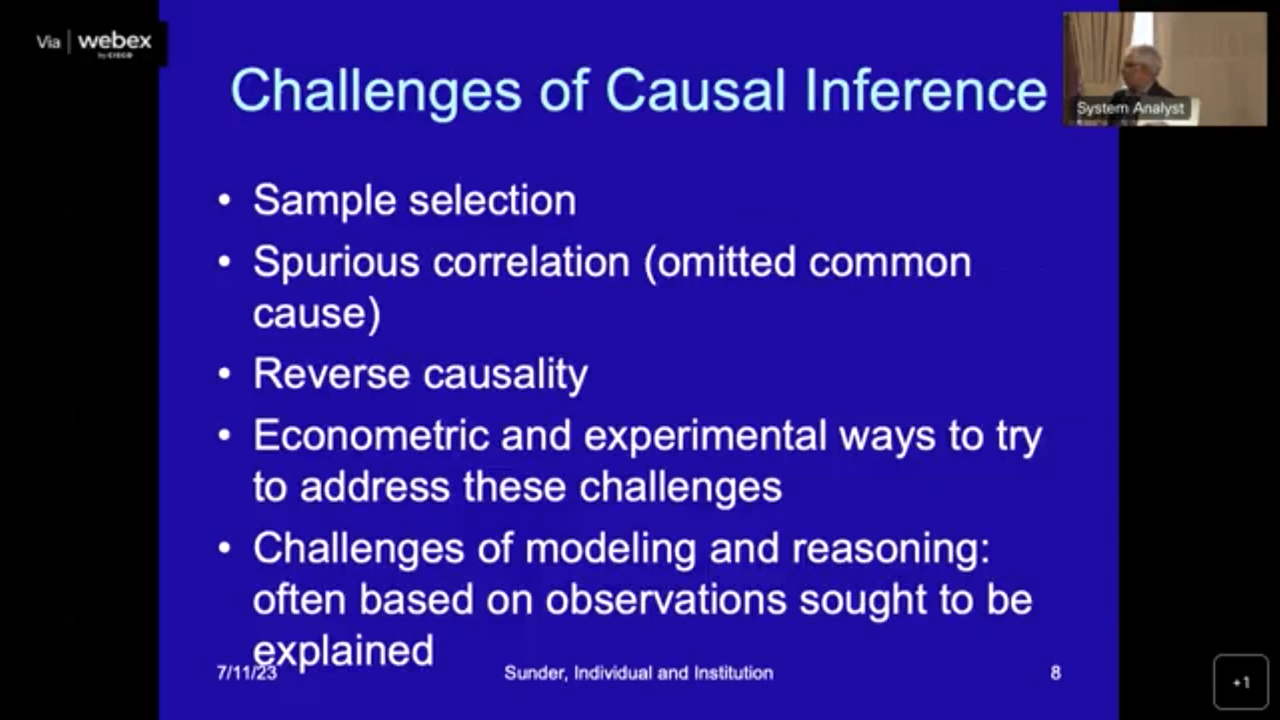 Via | webex
by CISCO
Challenges of Causal Inference
System Analyst
• Sample selection
• Spurious correlation (omitted common
cause)
• Reverse causality
• Econometric and experimental ways to try
to address these challenges
• Challenges of modeling and reasoning:
often based on observations sought to be
explained
7/11/23 Sunder, Individual and Institution 8
+1